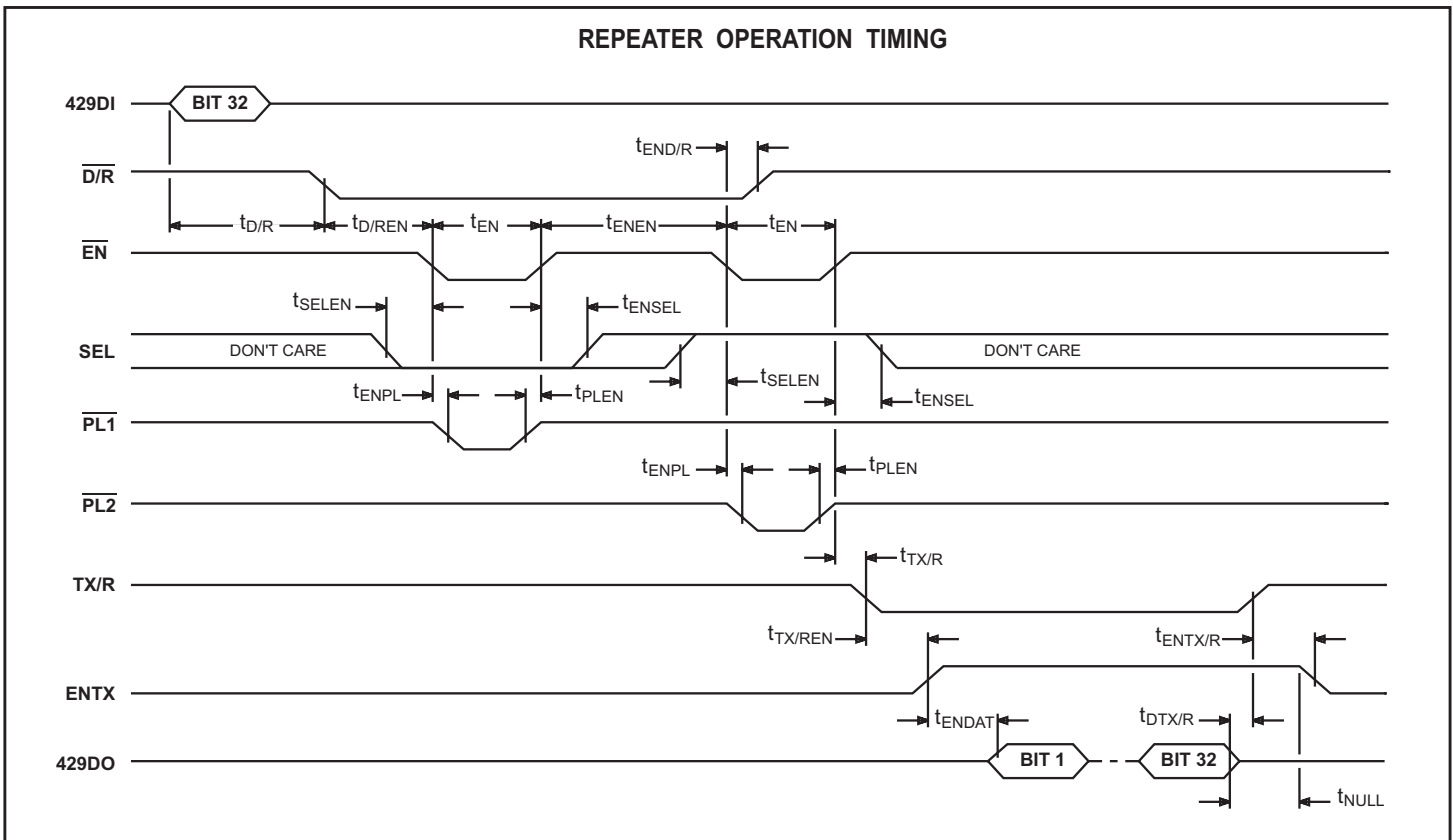 REPEATER OPERATION TIMING
429DI BIT 32
tEND/R
D/R
tD/R tD/REN tEN tENEN tEN
EN
tSELEN tENSEL
SEL DON'T CARE DON'T CARE
tSELEN
tENPL tPLEN tENSEL
PL1
tENPL tPLEN
PL2
tTX/R
TX/R
tTX/REN tENTX/R
ENTX
tENDAT tDTX/R
429DO BIT 1 BIT 32
tNULL